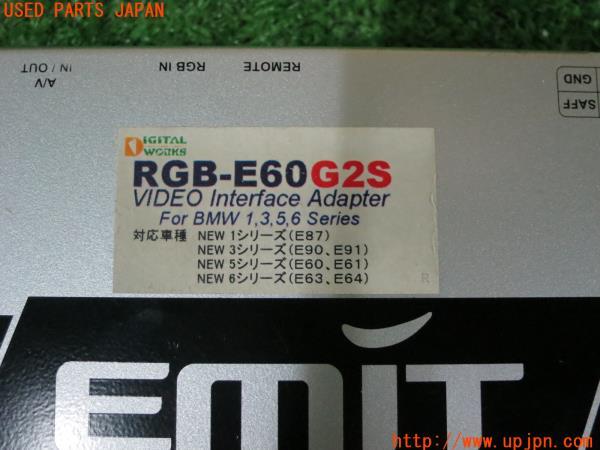 USED PARTS JAPAN
A/V
IN / OUT
RGB IN
REMOTE
GND
SAFF
DIGITAL
WORKS
RGB-E60G2S
VIDEO Interface Adapter
For BMW 1,3,5,6 Series
対応車種 NEW 1シリーズ(E87)
NEW 3シリーズ(E90、E91)
NEW 5シリーズ(E60、E61)
NEW 6シリーズ(E63、E64)
R
EMIT
http://www.upjpn.com/